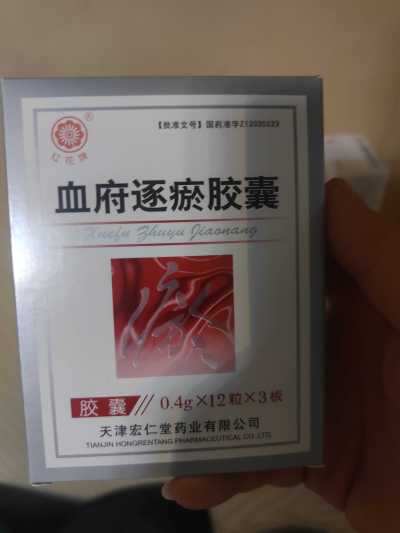 【批准文号】国药准字Z12020223
®
红花牌
血府逐瘀胶囊
Xuefu Zhuyu Jiaonang
瘀
胶囊 // 0.4g×12粒×3板
天津宏仁堂药业有限公司
TIANJIN HONGRENTANG PHARMACEUTICAL CO.,LTD.